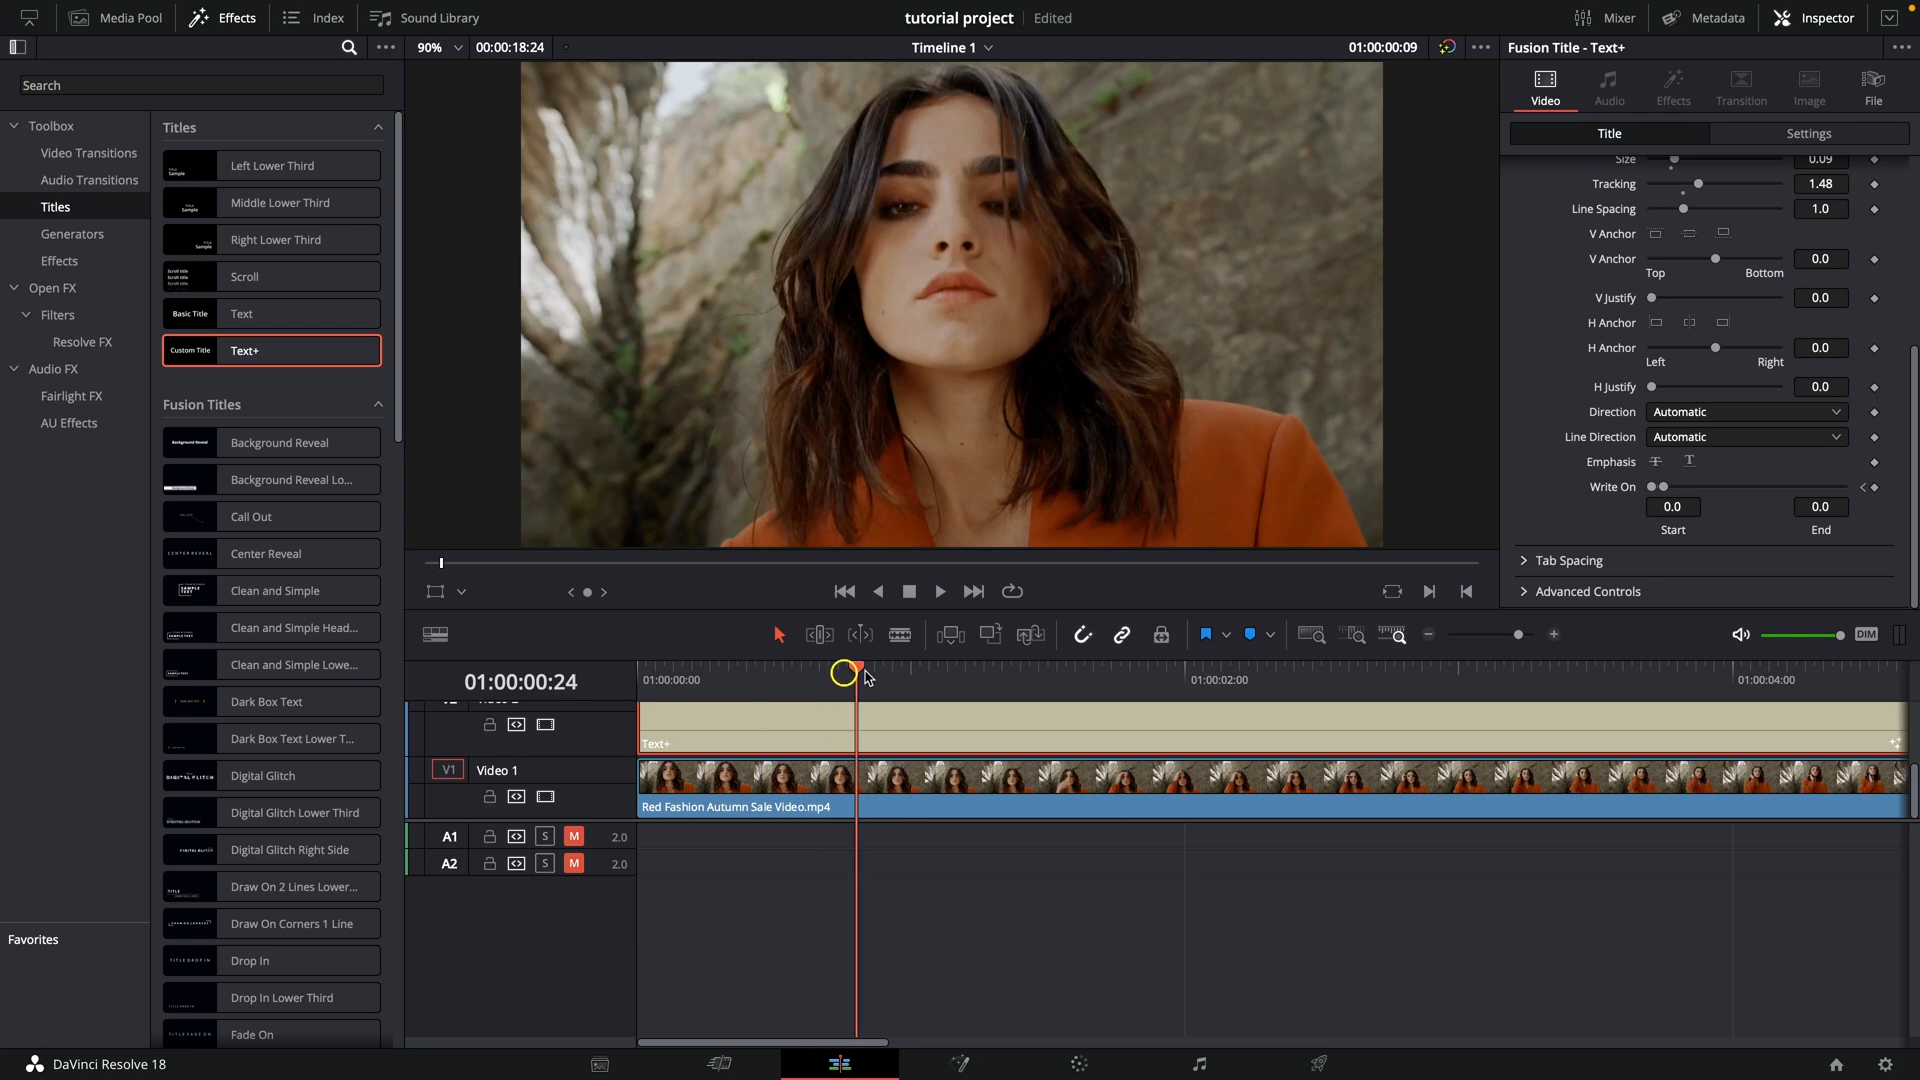 Media Pool
Effects
Index
Sound Library
tutorial project
Edited
Mixer
Metadata
Inspector
90%
00:00:18:24
Timeline 1
01:00:00:09
Fusion Title - Text+
Search
Toolbox
Video Transitions
Audio Transitions
Titles
Generators
Effects
Open FX
Filters
Resolve FX
Audio FX
Fairlight FX
AU Effects
Favorites
Titles
Left Lower Third
Middle Lower Third
Right Lower Third
Scroll
Basic Title
Text
Custom Title
Text+
Fusion Titles
Background Reveal
Background Reveal Lo...
Call Out
Center Reveal
Clean and Simple
Clean and Simple Head...
Clean and Simple Lowe...
Dark Box Text
Dark Box Text Lower T...
Digital Glitch
Digital Glitch Lower Third
Digital Glitch Right Side
Draw On 2 Lines Lower...
Draw On Corners 1 Line
Drop In
Drop In Lower Third
Fade On
Video
Audio
Effects
Transition
Image
File
Title
Settings
Size
0.09
Tracking
1.48
Line Spacing
1.0
V Anchor
V Anchor
0.0
Top
Bottom
V Justify
0.0
H Anchor
H Anchor
0.0
Left
Right
H Justify
0.0
Direction
Automatic
Line Direction
Automatic
Emphasis
Write On
0.0
0.0
Start
End
Tab Spacing
Advanced Controls
DIM
01:00:00:24
01:00:00:00
01:00:02:00
01:00:04:00
Text+
V1
Video 1
Red Fashion Autumn Sale Video.mp4
A1
S
M
2.0
A2
S
M
2.0
DaVinci Resolve 18